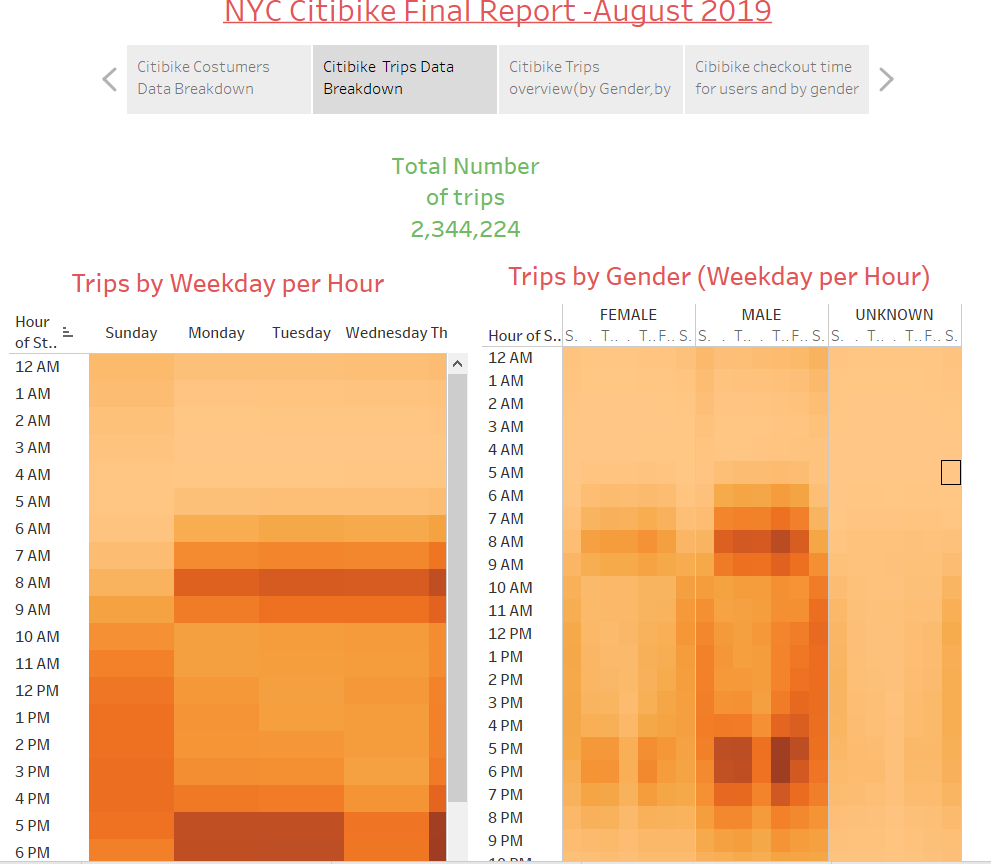 NYC Citibike Final Report -August 2019
Citibike Costumers
Data Breakdown
Citibike Trips Data
Breakdown
Citibike Trips
overview(by Gender,by
Cibibike checkout time
for users and by gender
Total Number
of trips
2,344,224
Trips by Weekday per Hour
Hour
of St..
Sunday Monday Tuesday Wednesday Th
12 AM
1 AM
2 AM
3 AM
4 AM
5 AM
6 AM
7 AM
8 AM
9 AM
10 AM
11 AM
12 PM
1 PM
2 PM
3 PM
4 PM
5 PM
6 PM
Trips by Gender (Weekday per Hour)
FEMALE MALE UNKNOWN
Hour of S.. S. . T.. . T.. F.. S. S. . T.. . T.. F.. S. S. . T.. . T.. F.. S.
12 AM
1 AM
2 AM
3 AM
4 AM
5 AM
6 AM
7 AM
8 AM
9 AM
10 AM
11 AM
12 PM
1 PM
2 PM
3 PM
4 PM
5 PM
6 PM
7 PM
8 PM
9 PM
10 PM